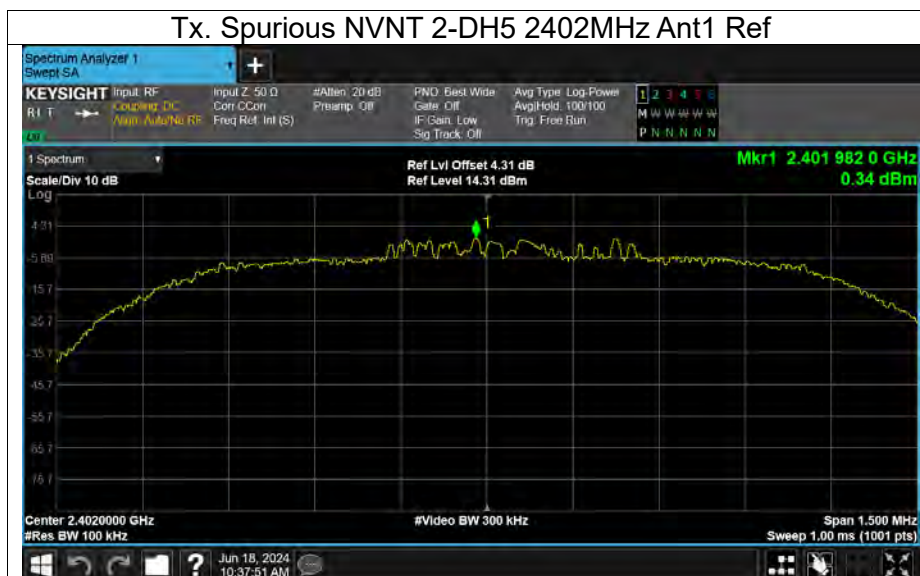 Tx. Spurious NVNT 2-DH5 2402MHz Ant1 Ref
Spectrum Analyzer 1
Swept SA
KEYSIGHT Input: RF Input Z: 50 Ω #Atten: 20 dB PNO: Best Wide Avg Type: Log-Power 1 2 3 4 5 6
Coupling: DC Corr CCorr Preamp: Off Gate: Off Avg|Hold: 100/100 M W W W W W
Align: Auto/No RF Freq Ref: Int (S) IF Gain: Low Trig: Free Run
Sig Track: Off P N N N N N
1 Spectrum Ref Lvl Offset 4.31 dB Mkr1 2.401 982 0 GHz
Scale/Div 10 dB Ref Level 14.31 dBm 0.34 dBm
Log
1
4.31
-5.69
-15.7
-25.7
-35.7
-45.7
-55.7
-65.7
-75.7
Center 2.4020000 GHz #Video BW 300 kHz Span 1.500 MHz
#Res BW 100 kHz Sweep 1.00 ms (1001 pts)
? Jun 18, 2024
10:37:51 AM